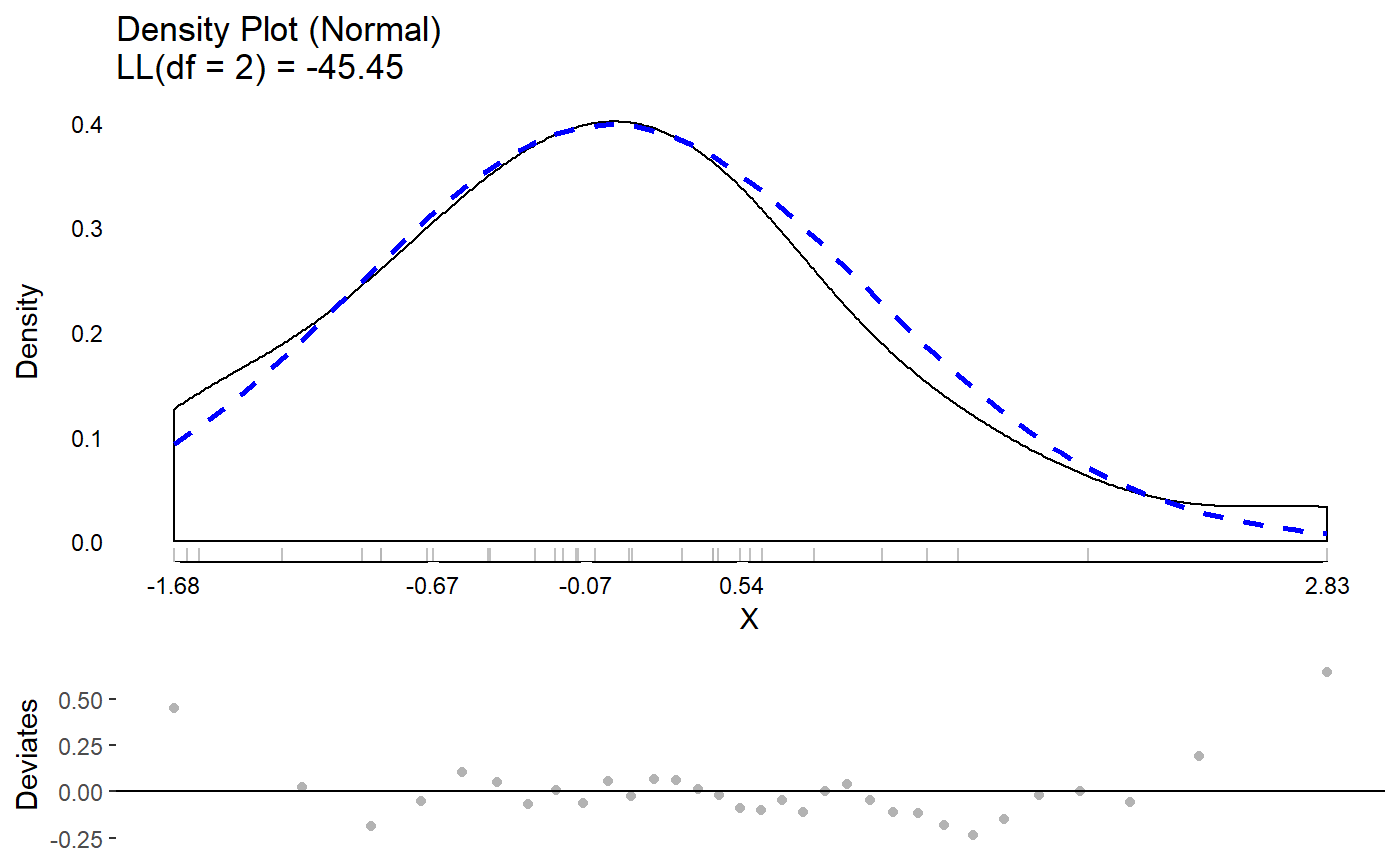 Density Plot (Normal)
LL(df = 2) = -45.45
Density
0.4
0.3
0.2
0.1
0.0
-1.68 -0.67 -0.07 0.54 2.83
X
Deviates
0.50
0.25
0.00
-0.25